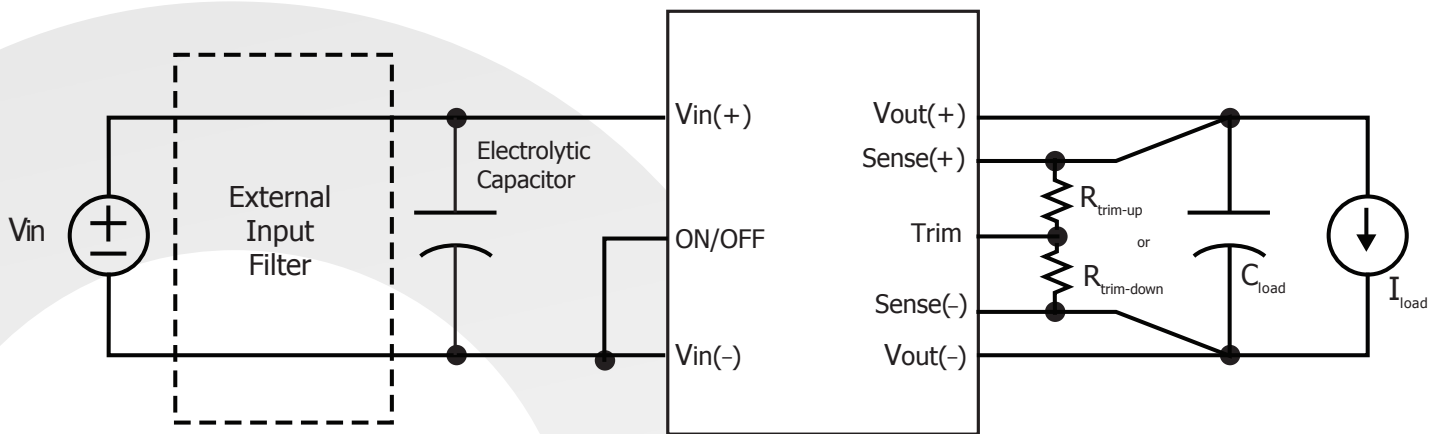 Vin
External
Input
Filter
Electrolytic
Capacitor
Vin(+)
ON/OFF
Vin(–)
Vout(+)
Sense(+)
Trim
Sense(–)
Vout(–)
Rtrim-up
or
Rtrim-down
Cload
Iload